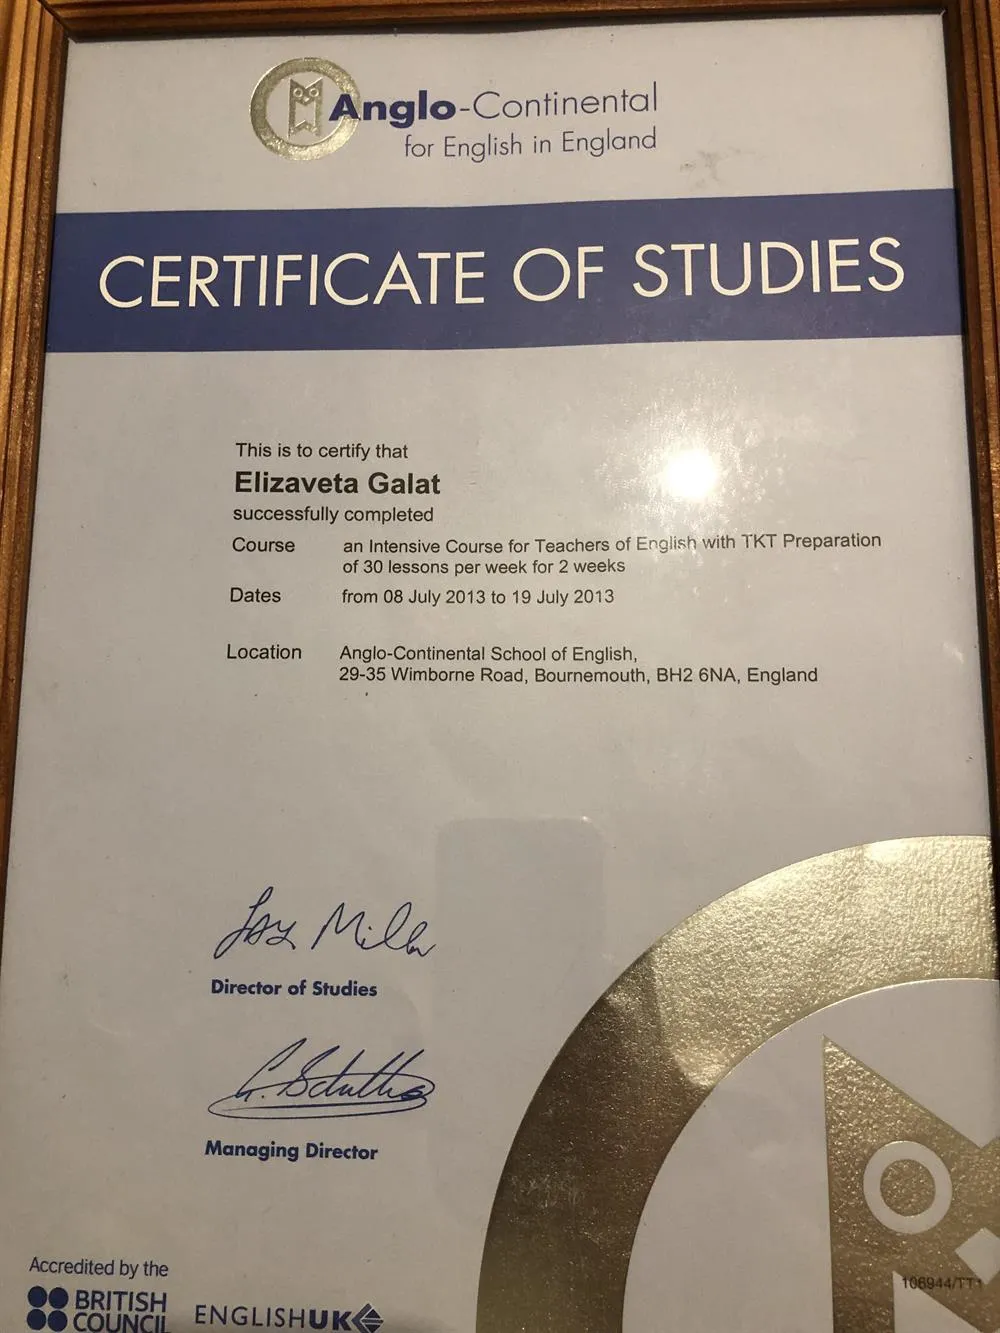 Anglo-Continental
for English in England
CERTIFICATE OF STUDIES
This is to certify that
Elizaveta Galat
successfully completed
Course an Intensive Course for Teachers of English with TKT Preparation
of 30 lessons per week for 2 weeks
Dates from 08 July 2013 to 19 July 2013
Location Anglo-Continental School of English,
29-35 Wimborne Road, Bournemouth, BH2 6NA, England
Director of Studies
Managing Director
Accredited by the
BRITISH
COUNCIL
ENGLISHUK
106944/TT1